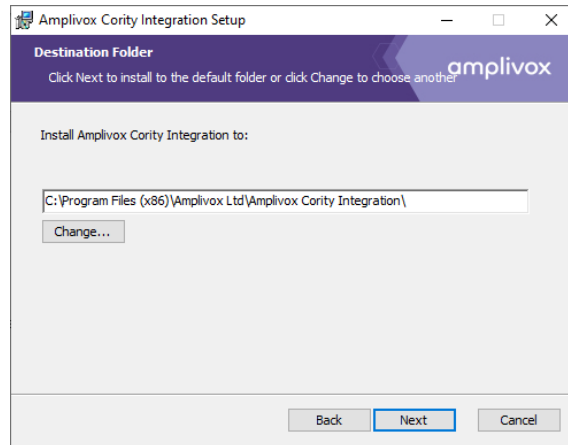 Amplivox Cority Integration Setup
Destination Folder
Click Next to install to the default folder or click Change to choose another
amplivox
Install Amplivox Cority Integration to:
C:\Program Files (x86)\Amplivox Ltd\Amplivox Cority Integration\
Change...
Back Next Cancel